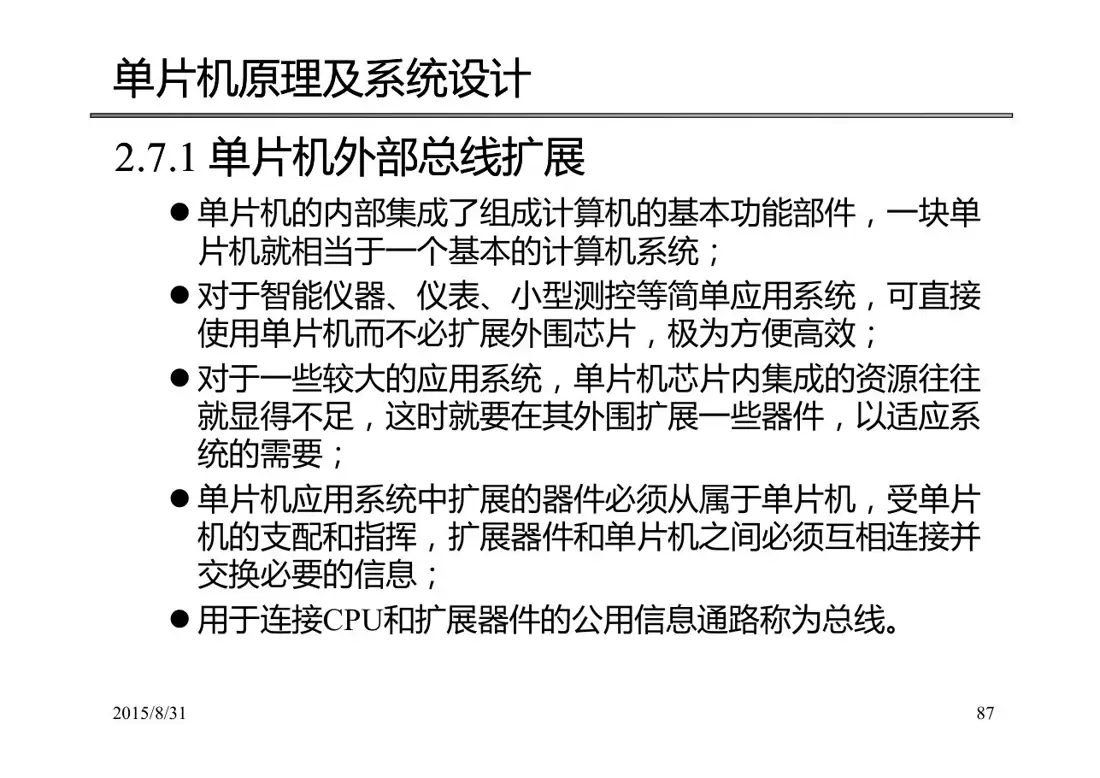 单片机原理及系统设计
2.7.1 单片机外部总线扩展
● 单片机的内部集成了组成计算机的基本功能部件，一块单
片机就相当于一个基本的计算机系统；
● 对于智能仪器、仪表、小型测控等简单应用系统，可直接
使用单片机而不必扩展外围芯片，极为方便高效；
● 对于一些较大的应用系统，单片机芯片内集成的资源往往
就显得不足，这时就要在其外围扩展一些器件，以适应系
统的需要；
● 单片机应用系统中扩展的器件必须从属于单片机，受单片
机的支配和指挥，扩展器件和单片机之间必须互相连接并
交换必要的信息；
● 用于连接CPU和扩展器件的公用信息通路称为总线。
2015/8/31
87